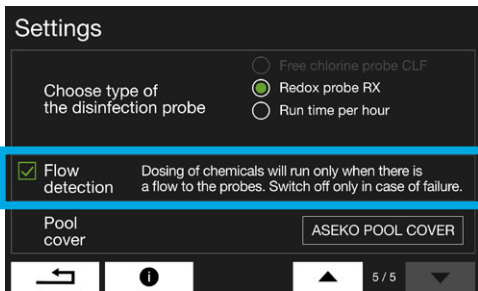 Settings
Free chlorine probe CLF
Choose type of
the disinfection probe
Redox probe RX
Run time per hour
Flow
detection
Dosing of chemicals will run only when there is
a flow to the probes. Switch off only in case of failure.
Pool
cover
ASEKO POOL COVER
5/5